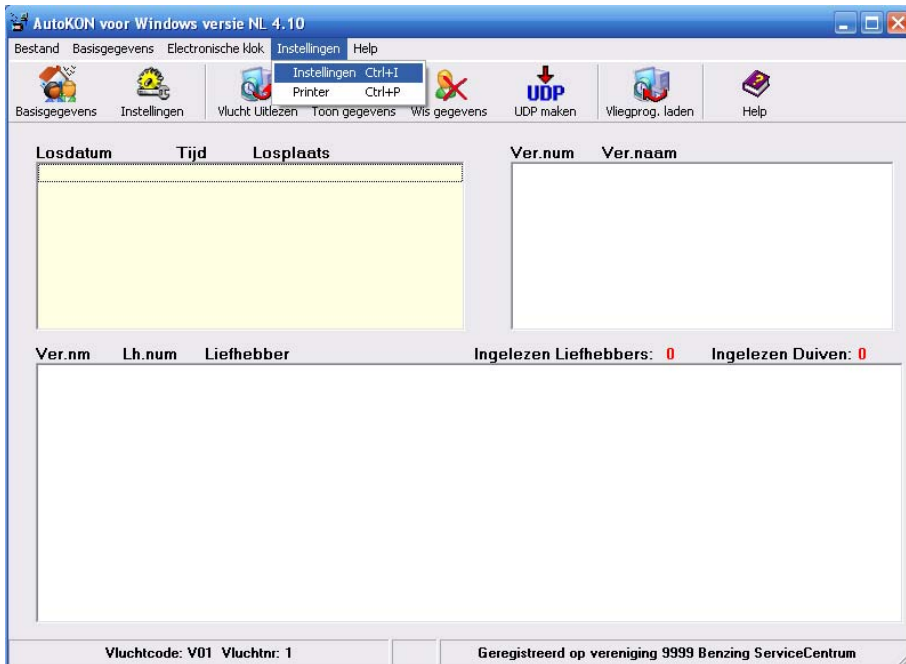 AutoKON voor Windows versie NL 4.10
Bestand Basisgegevens Electronische klok Instellingen Help
Instellingen Ctrl+I
Printer Ctrl+P
Basisgegevens Instellingen Vlucht Uitlezen Toon gegevens Wis gegevens UDP maken Vliegprog. laden Help
UDP
Losdatum Tijd Losplaats Ver.num Ver.naam
Ver.nm Lh.num Liefhebber Ingelezen Liefhebbers: 0 Ingelezen Duiven: 0
Vluchtcode: V01 Vluchtnr: 1 Geregistreerd op vereniging 9999 Benzing ServiceCentrum